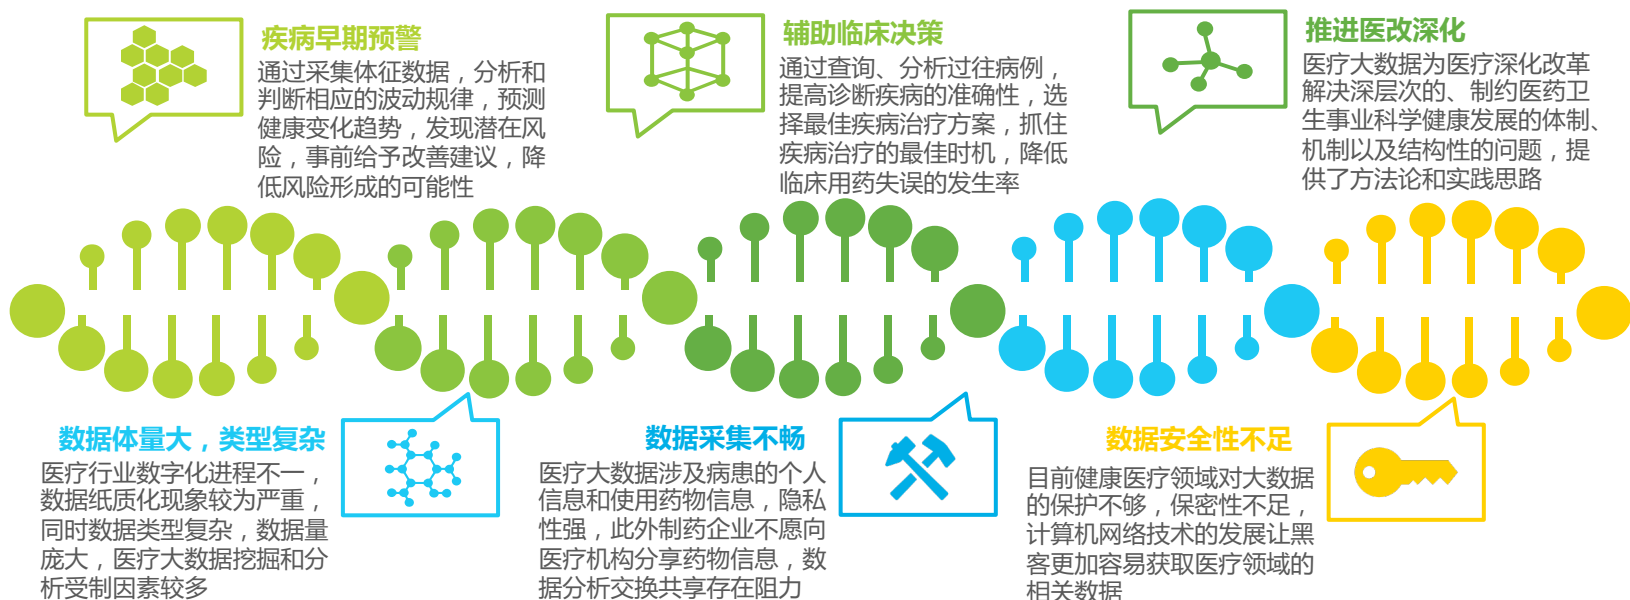 疾病早期预警
通过采集体征数据，分析和
判断相应的波动规律，预测
健康变化趋势，发现潜在风
险，事前给予改善建议，降
低风险形成的可能性
辅助临床决策
通过查询、分析过往病例，
提高诊断疾病的准确性，选
择最佳疾病治疗方案，抓住
疾病治疗的最佳时机，降低
临床用药失误的发生率
推进医改深化
医疗大数据为医疗深化改革
解决深层次的、制约医药卫
生事业科学健康发展的体制、
机制以及结构性的问题，提
供了方法论和实践思路
数据体量大，类型复杂
医疗行业数字化进程不一，
数据纸质化现象较为严重，
同时数据类型复杂，数据量
庞大，医疗大数据挖掘和分
析受制因素较多
数据采集不畅
医疗大数据涉及病患的个人
信息和使用药物信息，隐私
性强，此外制药企业不愿向
医疗机构分享药物信息，数
据分析交换共享存在阻力
数据安全性不足
目前健康医疗领域对大数据
的保护不够，保密性不足，
计算机网络技术的发展让黑
客更加容易获取医疗领域的
相关数据